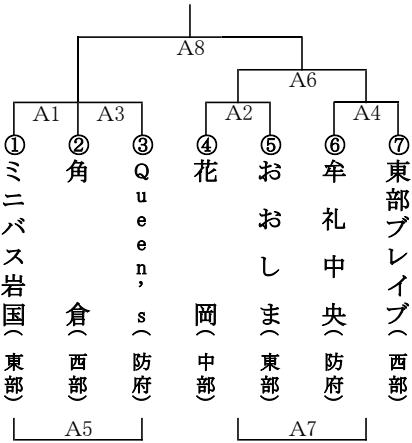 A8
A6
A1
A3
A2
A4
①ミニバス岩国（東部）
②角倉（西部）
③Queen’s（防府）
④花岡（中部）
⑤おおしま（東部）
⑥牟礼中央（防府）
⑦東部ブレイブ（西部）
A5
A7